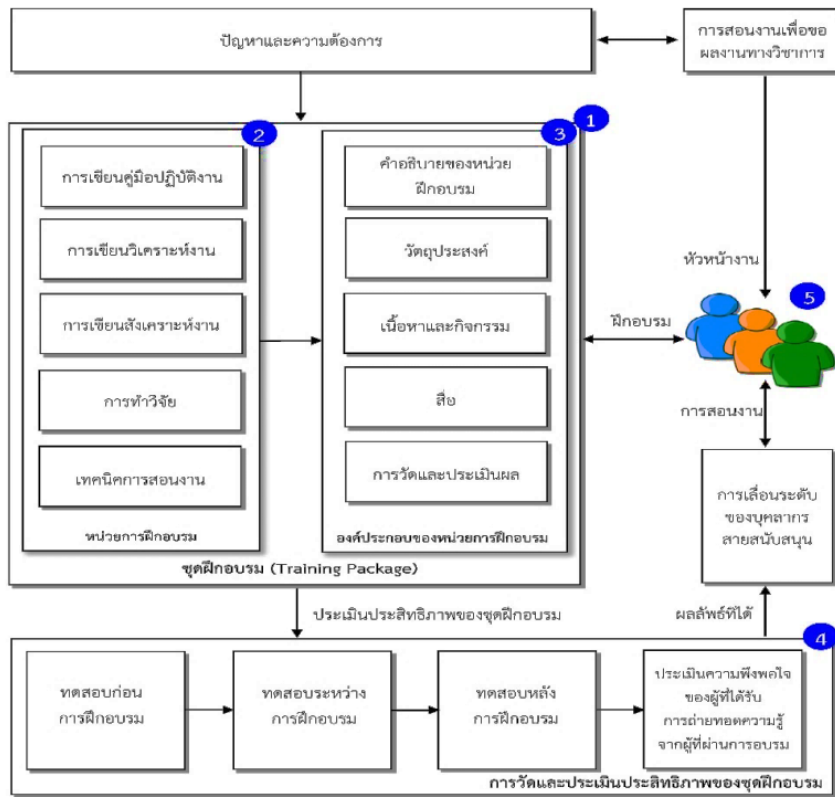 ปัญหาและความต้องการ
การสอนงานเพื่อขอ
ผลงานทางวิชาการ
1
2
3
การเขียนคู่มือปฏิบัติงาน
การเขียนวิเคราะห์งาน
การเขียนสังเคราะห์งาน
การทำวิจัย
เทคนิคการสอนงาน
หน่วยการฝึกอบรม
คำอธิบายของหน่วย
ฝึกอบรม
วัตถุประสงค์
เนื้อหาและกิจกรรม
สื่อ
การวัดและประเมินผล
องค์ประกอบของหน่วยการฝึกอบรม
ชุดฝึกอบรม (Training Package)
หัวหน้างาน
5
ฝึกอบรม
การสอนงาน
การเลื่อนระดับ
ของบุคลากร
สายสนับสนุน
ประเมินประสิทธิภาพของชุดฝึกอบรม
ผลลัพธ์ที่ได้
4
ทดสอบก่อน
การฝึกอบรม
ทดสอบระหว่าง
การฝึกอบรม
ทดสอบหลัง
การฝึกอบรม
ประเมินความพึงพอใจ
ของผู้ที่ได้รับ
การถ่ายทอดความรู้
จากผู้ที่ผ่านการอบรม
การวัดและประเมินประสิทธิภาพของชุดฝึกอบรม